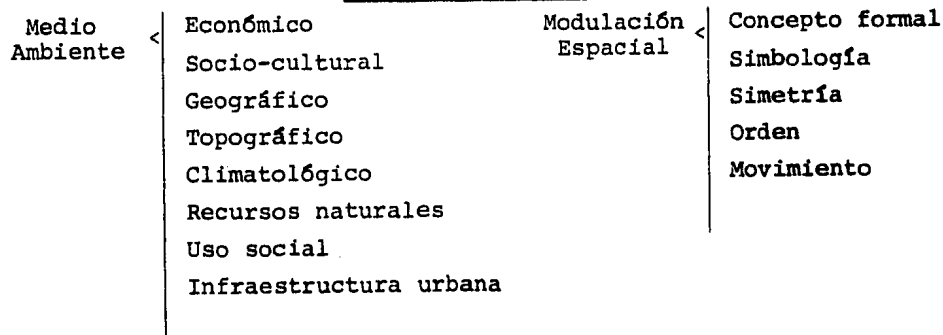 Medio
Ambiente <
Económico
Socio-cultural
Geográfico
Topográfico
Climatológico
Recursos naturales
Uso social
Infraestructura urbana
Modulación
Espacial <
Concepto formal
Simbología
Simetría
Orden
Movimiento